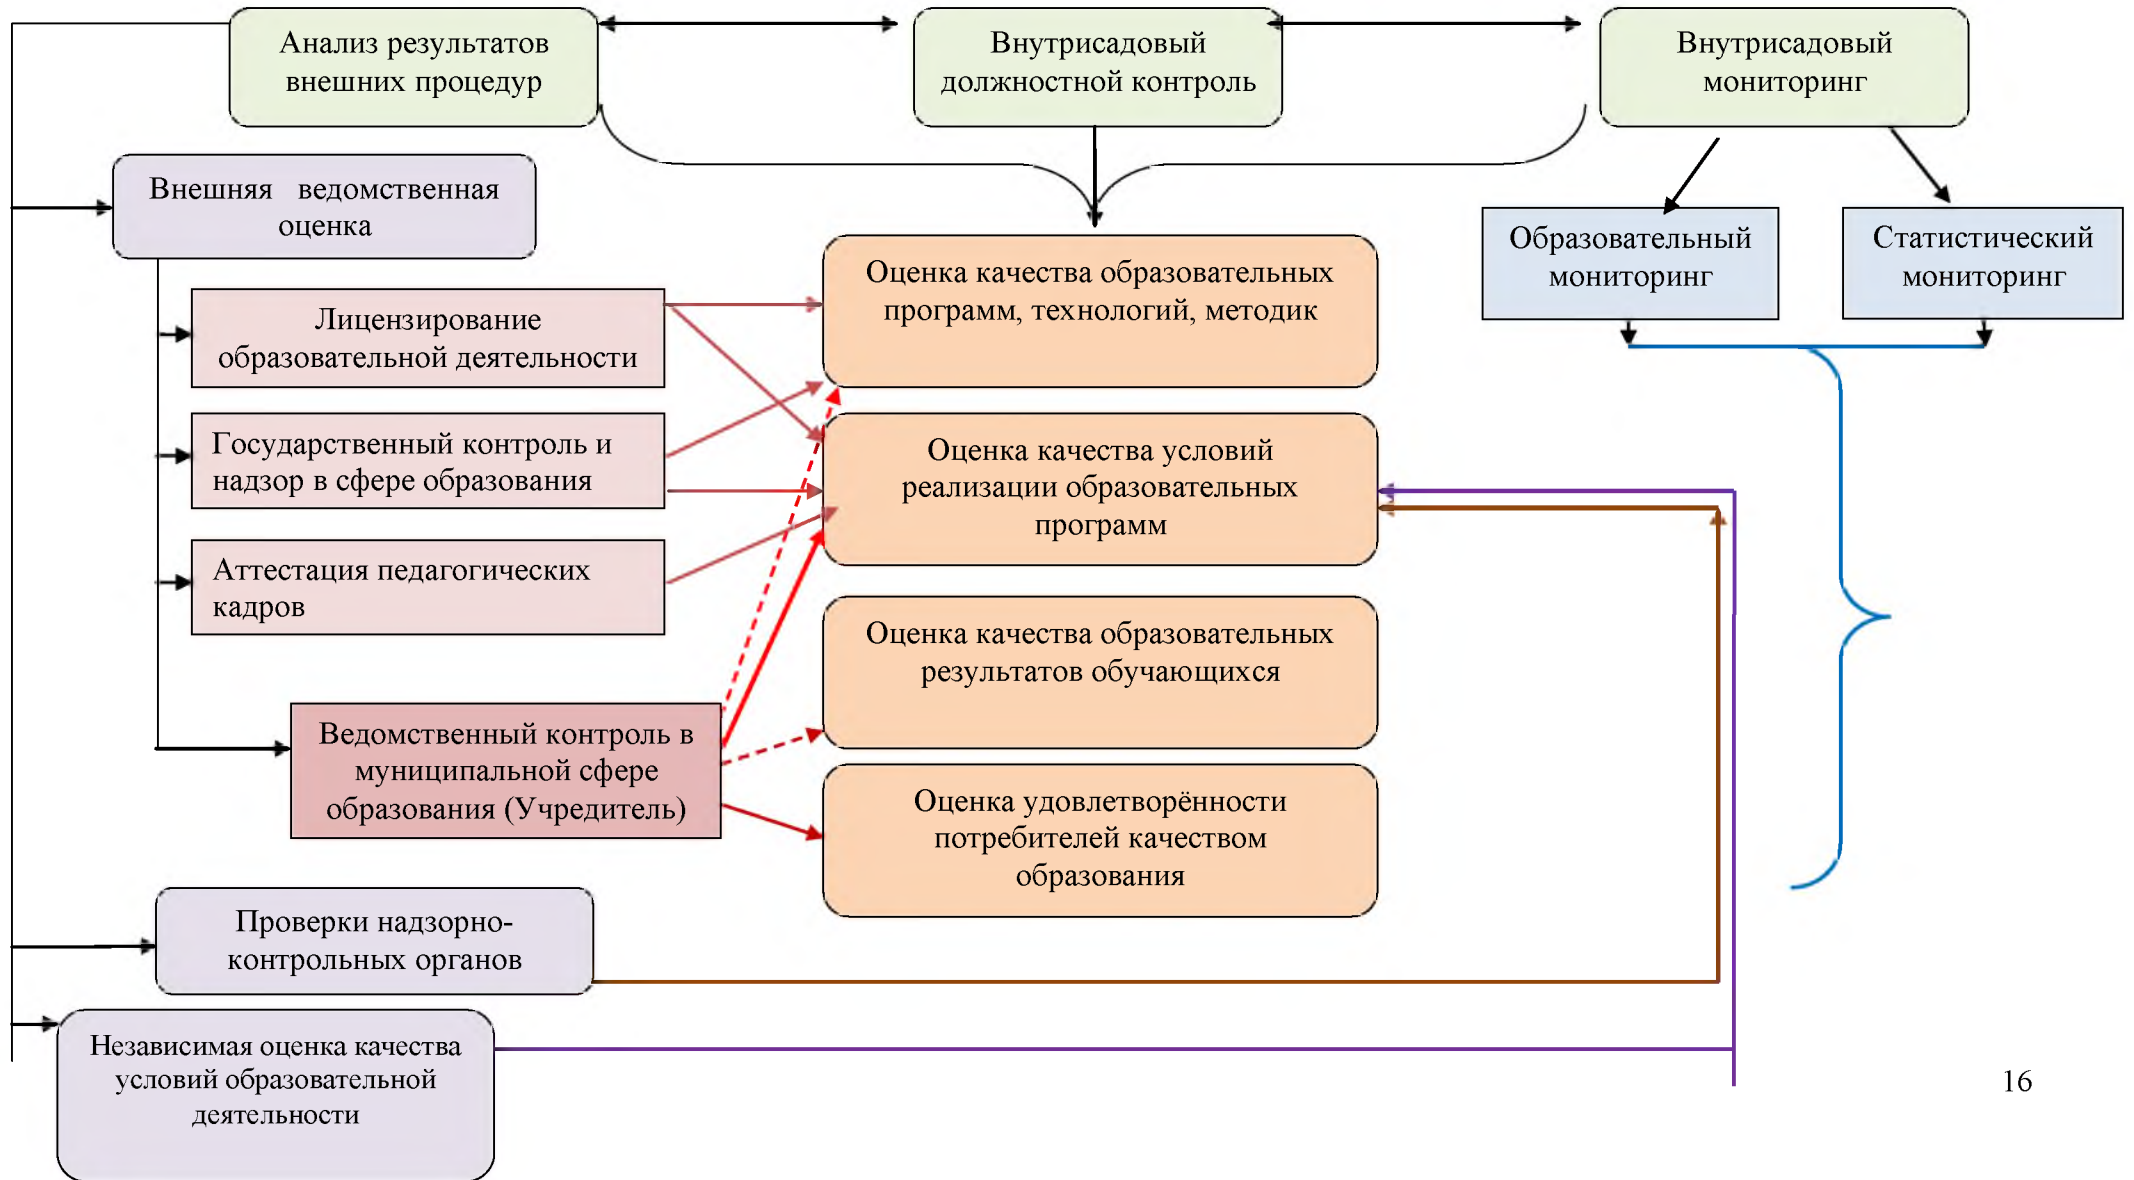 Анализ результатов
внешних процедур
Внутрисадовый
должностной контроль
Внутрисадовый
мониторинг
Внешняя ведомственная
оценка
Образовательный
мониторинг
Статистический
мониторинг
Оценка качества образовательных
программ, технологий, методик
Лицензирование
образовательной деятельности
Государственный контроль и
надзор в сфере образования
Оценка качества условий
реализации образовательных
программ
Аттестация педагогических
кадров
Оценка качества образовательных
результатов обучающихся
Ведомственный контроль в
муниципальной сфере
образования (Учредитель)
Оценка удовлетворённости
потребителей качеством
образования
Проверки надзорно-
контрольных органов
Независимая оценка качества
условий образовательной
деятельности
16